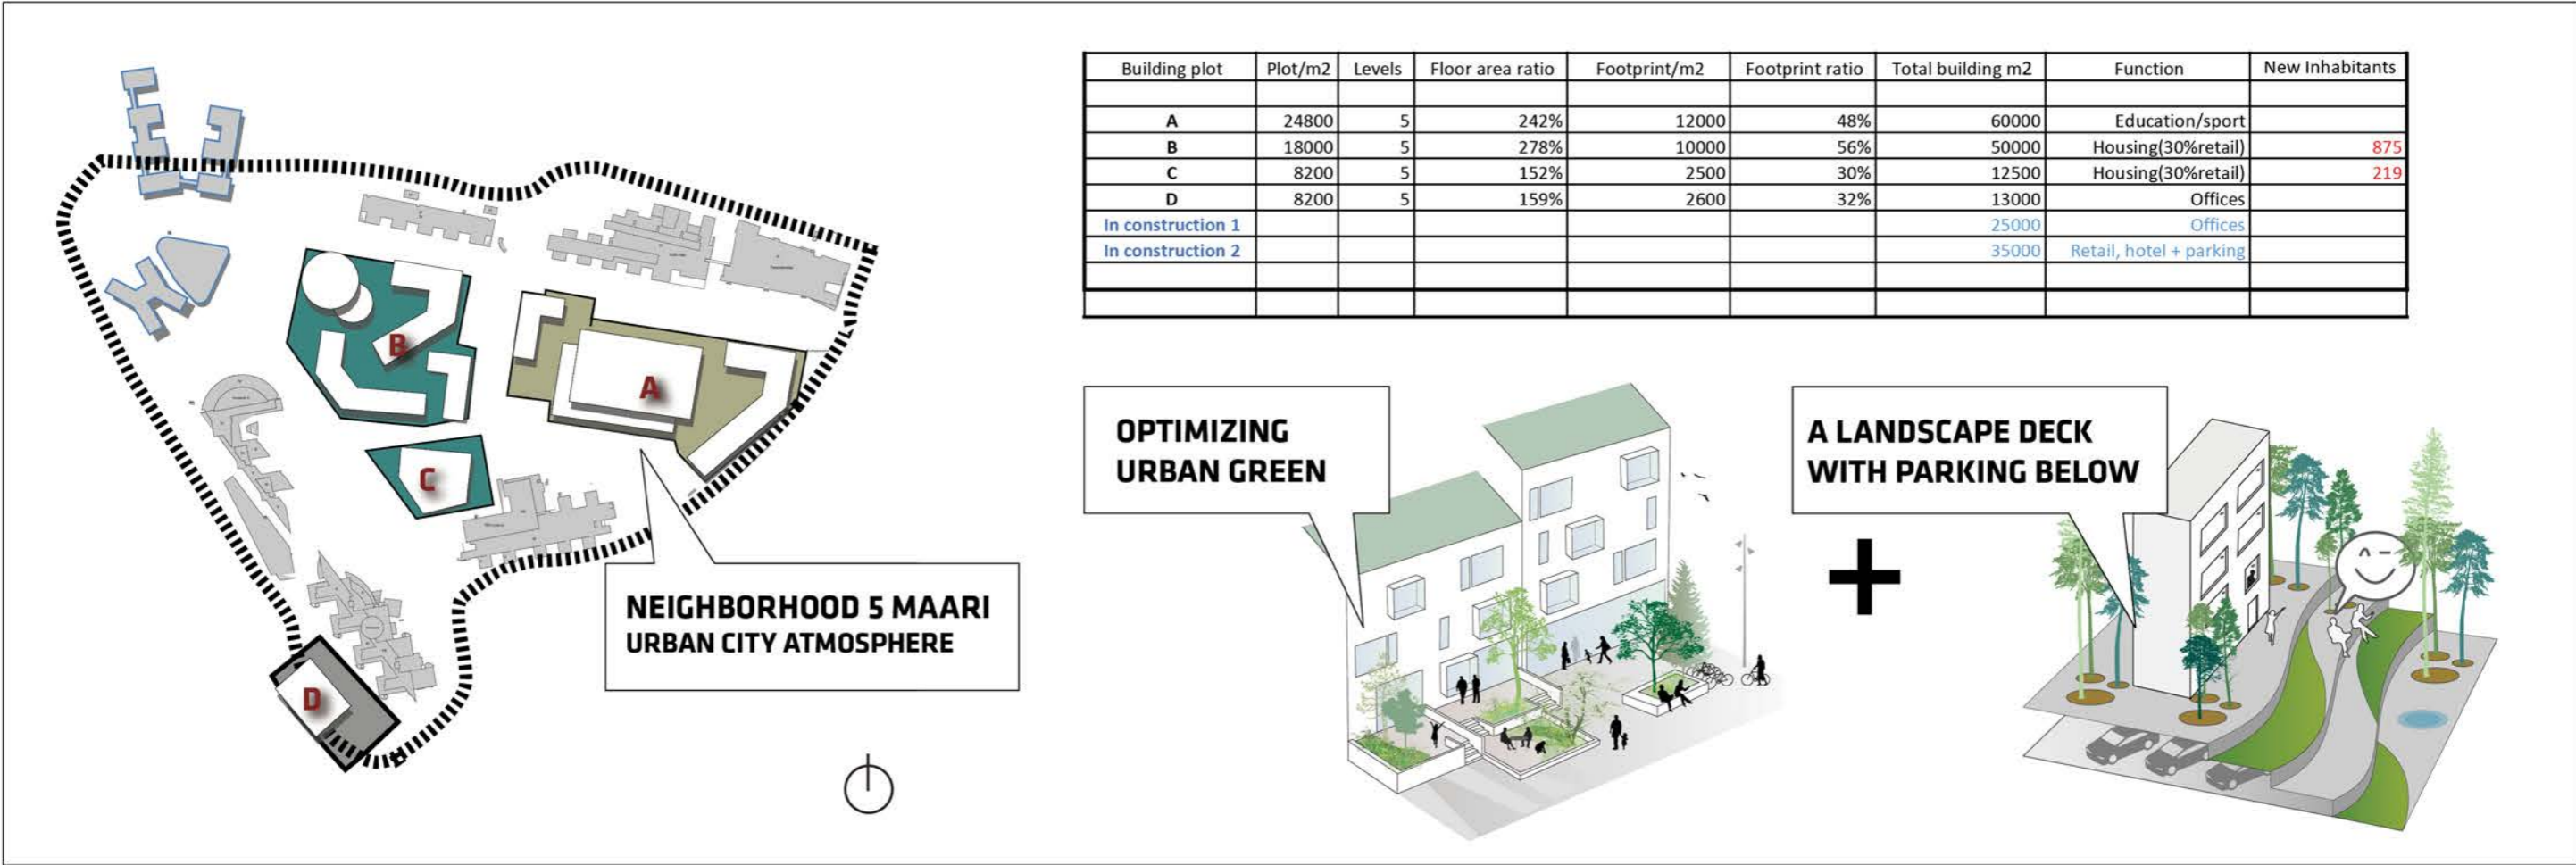 Building plot Plot/m2 Levels Floor area ratio Footprint/m2 Footprint ratio Total building m2 Function New Inhabitants
A 24800 5 242% 12000 48% 60000 Education/sport
B 18000 5 278% 10000 56% 50000 Housing(30%retail) 875
C 8200 5 152% 2500 30% 12500 Housing(30%retail) 219
D 8200 5 159% 2600 32% 13000 Offices
In construction 1 25000 Offices
In construction 2 35000 Retail, hotel + parking
B
A
C
D
NEIGHBORHOOD 5 MAARI
URBAN CITY ATMOSPHERE
OPTIMIZING
URBAN GREEN
+
A LANDSCAPE DECK
WITH PARKING BELOW